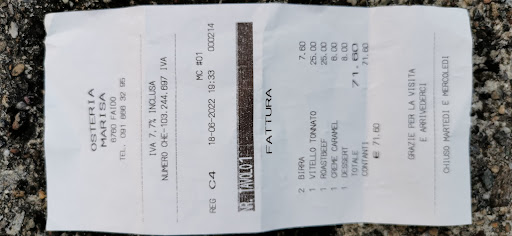 OSTERIA
MARISA
6760 FAIDO
TEL. 091 866 32 95
IVA 7,7% INCLUSA
NUMERO CHE-103.244.697 IVA
MC #01
REG C4 18-06-2022 19:33 000214
TAVOLO 1
FATTURA
2 BIRRA 7.60
1 VITELLO TONNATO 25.00
1 ROASTBEEF 25.00
1 CREME CARAMEL 6.00
1 DESSERT 8.00
TOTALE 71.60
CONTANTI 71.60
71.60
GRAZIE PER LA VISITA
E ARRIVEDERCI
CHIUSO MARTEDI E MERCOLEDI